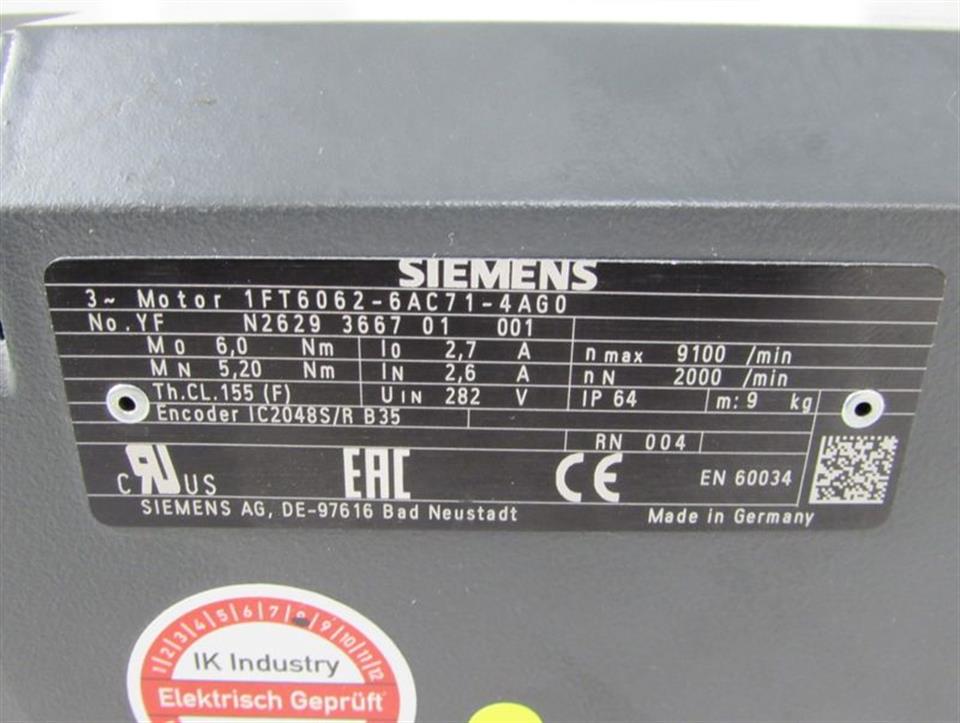 SIEMENS
3~ Motor 1FT6062-6AC71-4AG0
No.YF N2629 3667 01 001
M0 6,0 Nm I0 2,7 A n max 9100 /min
MN 5,20 Nm IN 2,6 A n N 2000 /min
Th.CL.155 (F) UIN 282 V IP 64 m: 9 kg
Encoder IC2048S/R B35
RN 004
C RU US EAC CE EN 60034
SIEMENS AG, DE-97616 Bad Neustadt Made in Germany
1/2/3/4/5/6/7/8/9/10/11/12
IK Industry
Elektrisch Geprüft